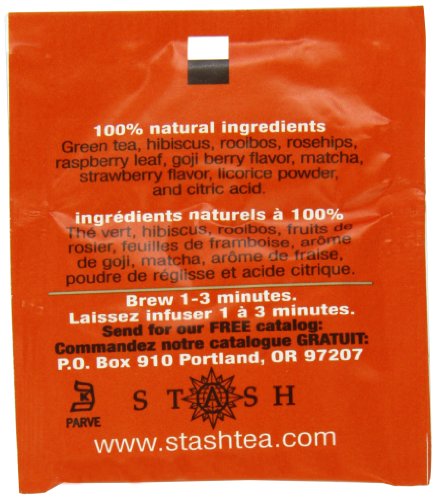 100% natural ingredients
Green tea, hibiscus, rooibos, rosehips,
raspberry leaf, goji berry flavor, matcha,
strawberry flavor, licorice powder,
and citric acid.
ingrédients naturels à 100%
Thé vert, hibiscus, rooibos, fruits de
rosier, feuilles de framboise, arôme
de goji, matcha, arôme de fraise,
poudre de réglisse et acide citrique.
Brew 1-3 minutes.
Laissez infuser 1 à 3 minutes.
Send for our FREE catalog:
Commandez notre catalogue GRATUIT:
P.O. Box 910 Portland, OR 97207
PARVE
STASH
www.stashtea.com